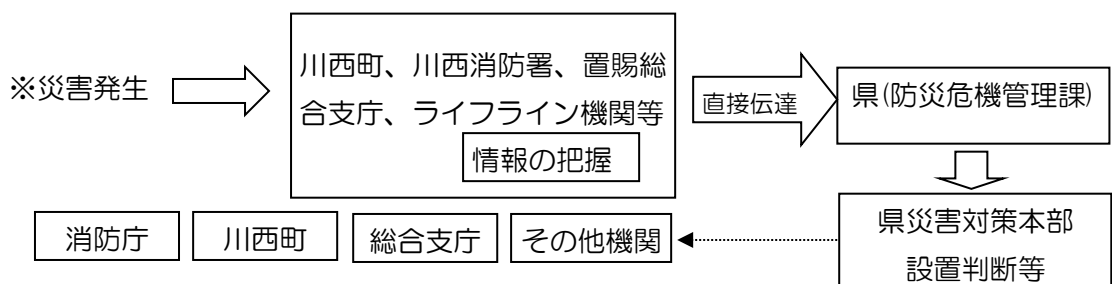 ※災害発生
川西町、川西消防署、置賜総
合支庁、ライフライン機関等
情報の把握
直接伝達
県(防災危機管理課)
県災害対策本部
設置判断等
消防庁
川西町
総合支庁
その他機関